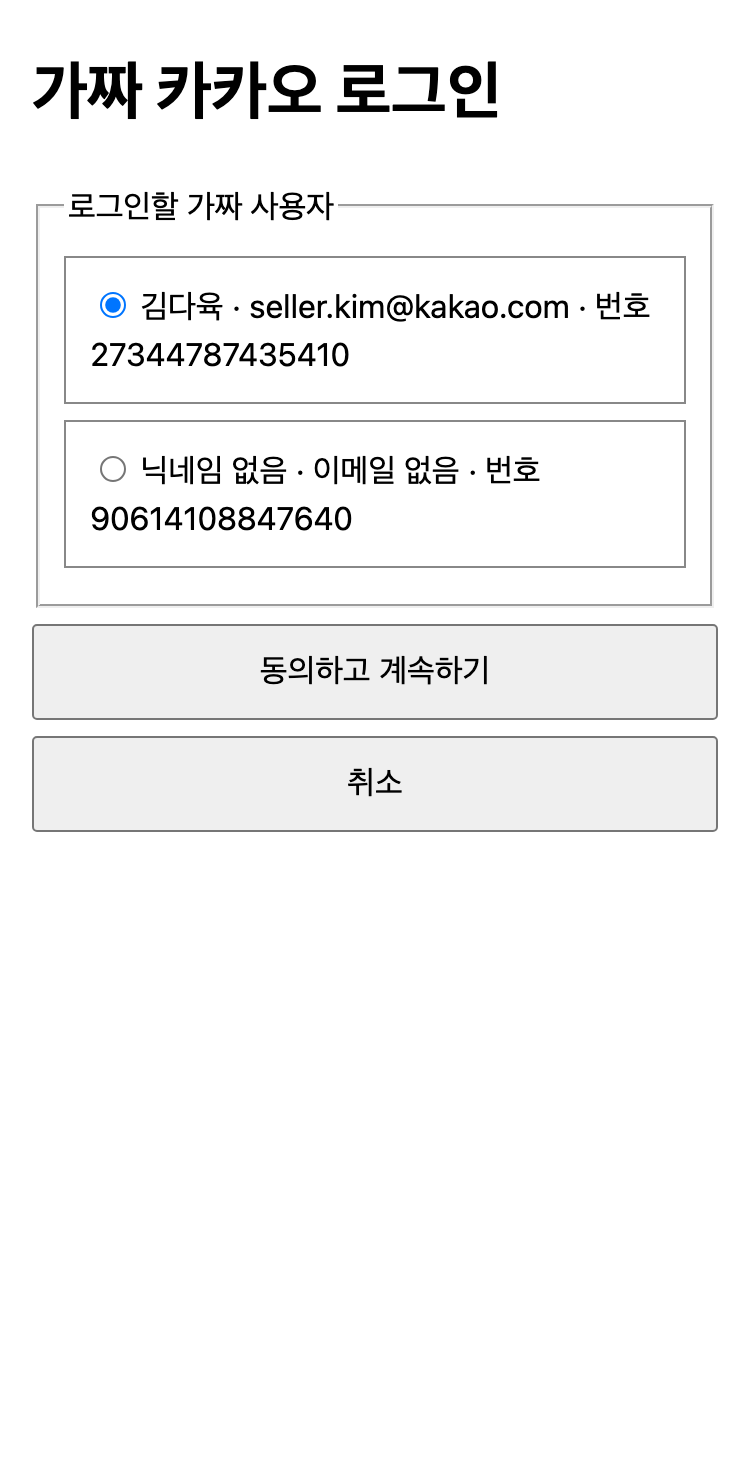 가짜 카카오 로그인
로그인할 가짜 사용자
김다육 · seller.kim@kakao.com · 번호
27344787435410
닉네임 없음 · 이메일 없음 · 번호
90614108847640
동의하고 계속하기
취소